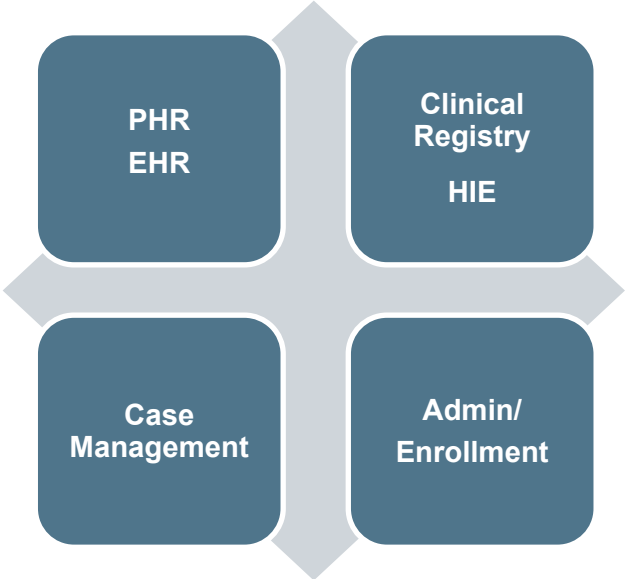 PHR
EHR
Clinical
Registry
HIE
Case
Management
Admin/
Enrollment